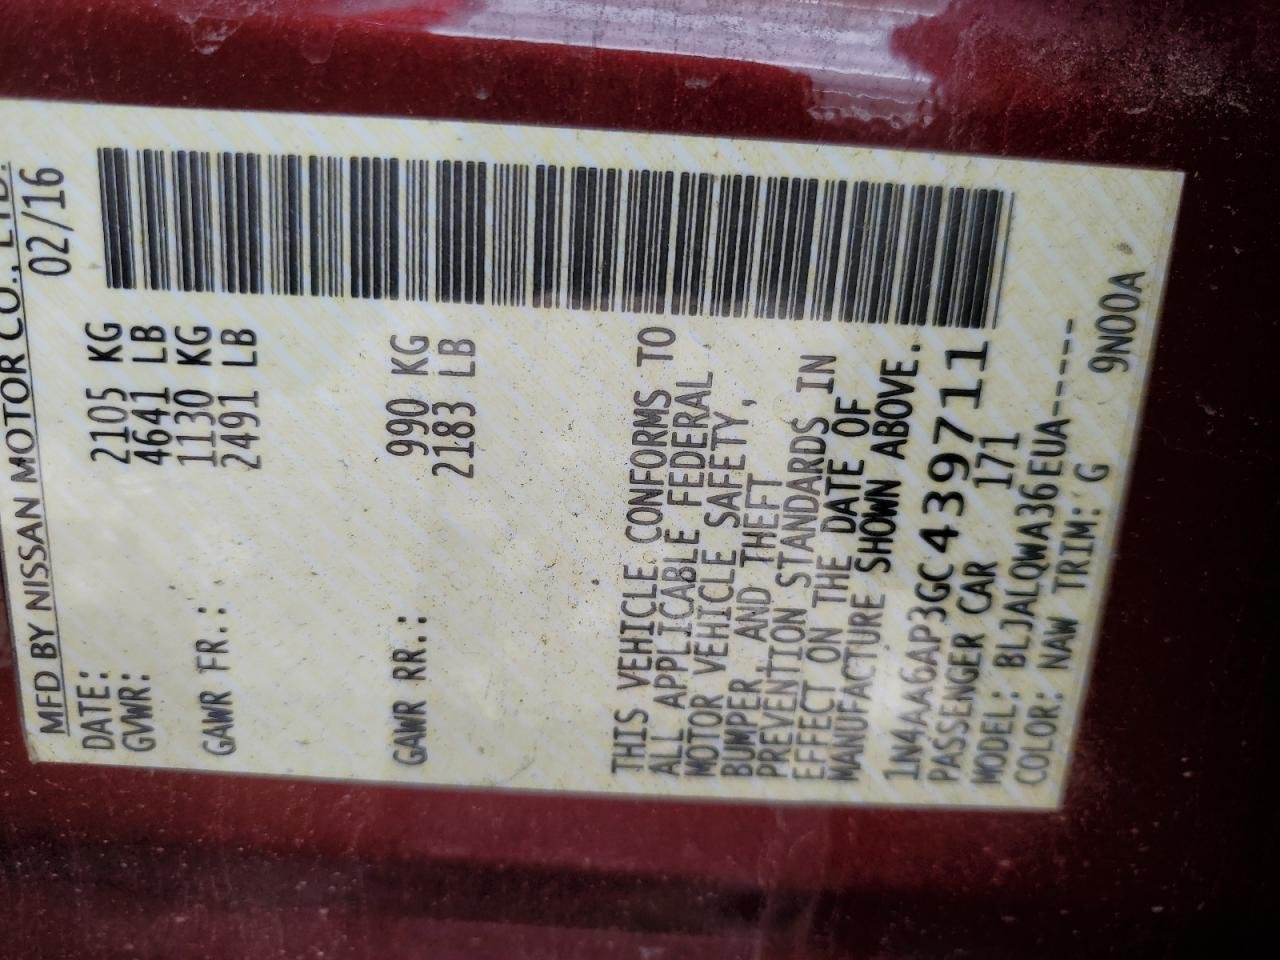 MFD BY NISSAN MOTOR CO., LTD.
DATE: 02/16
GVWR: 2105 KG
4641 LB
GAWR FR.: 1130 KG
2491 LB
GAWR RR.: 990 KG
2183 LB
THIS VEHICLE CONFORMS TO
ALL APPLICABLE FEDERAL
MOTOR VEHICLE SAFETY,
BUMPER AND THEFT
PREVENTION STANDARDS IN
EFFECT ON THE DATE OF
MANUFACTURE SHOWN ABOVE.
1N4AA6AP3GC439711
PASSENGER CAR 171
MODEL: BLJALQWA36EUA-----
COLOR: NAW TRIM: G 9N00A